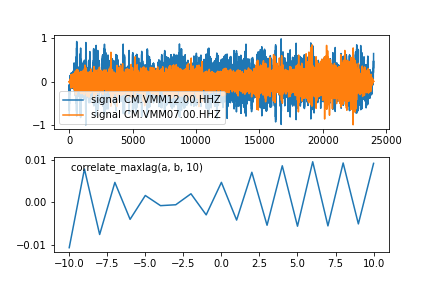 1
0
−1
signal CM.VMM12.00.HHZ
signal CM.VMM07.00.HHZ
0 5000 10000 15000 20000 25000
0.01
0.00
−0.01
correlate_maxlag(a, b, 10)
−10.0 −7.5 −5.0 −2.5 0.0 2.5 5.0 7.5 10.0